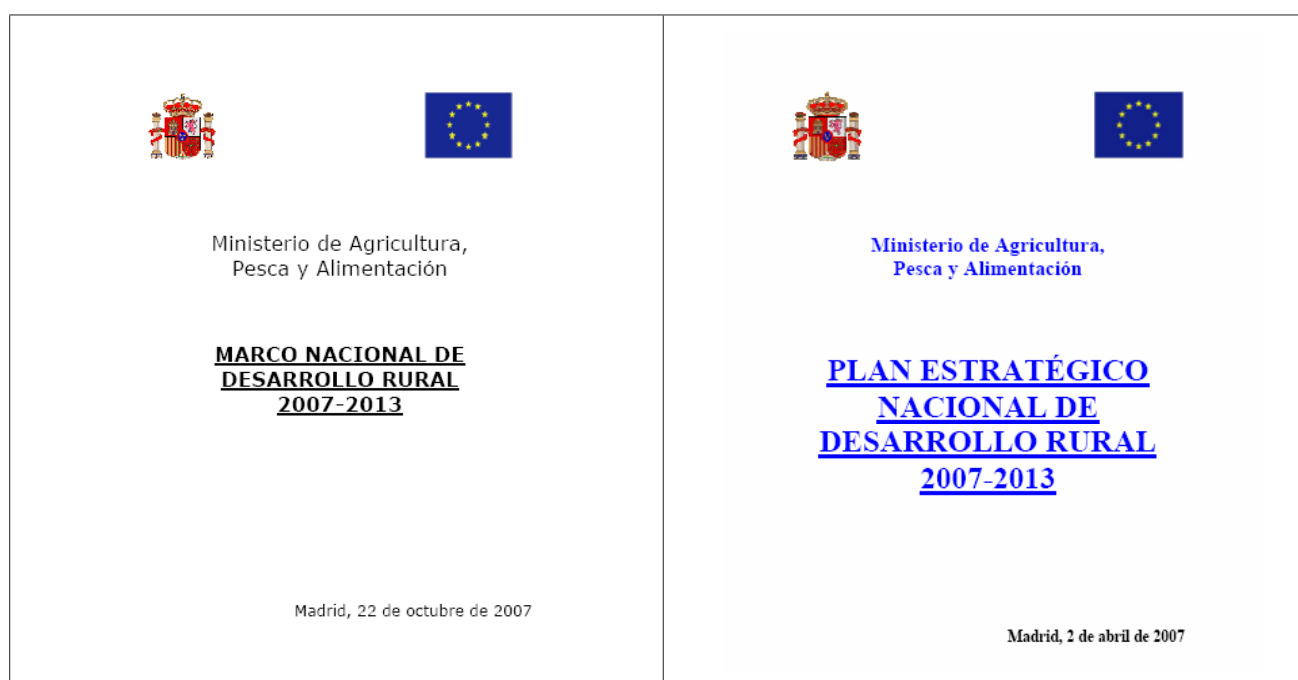 Ministerio de Agricultura,
Pesca y Alimentación
MARCO NACIONAL DE
DESARROLLO RURAL
2007-2013
Madrid, 22 de octubre de 2007
Ministerio de Agricultura,
Pesca y Alimentación
PLAN ESTRATÉGICO
NACIONAL DE
DESARROLLO RURAL
2007-2013
Madrid, 2 de abril de 2007